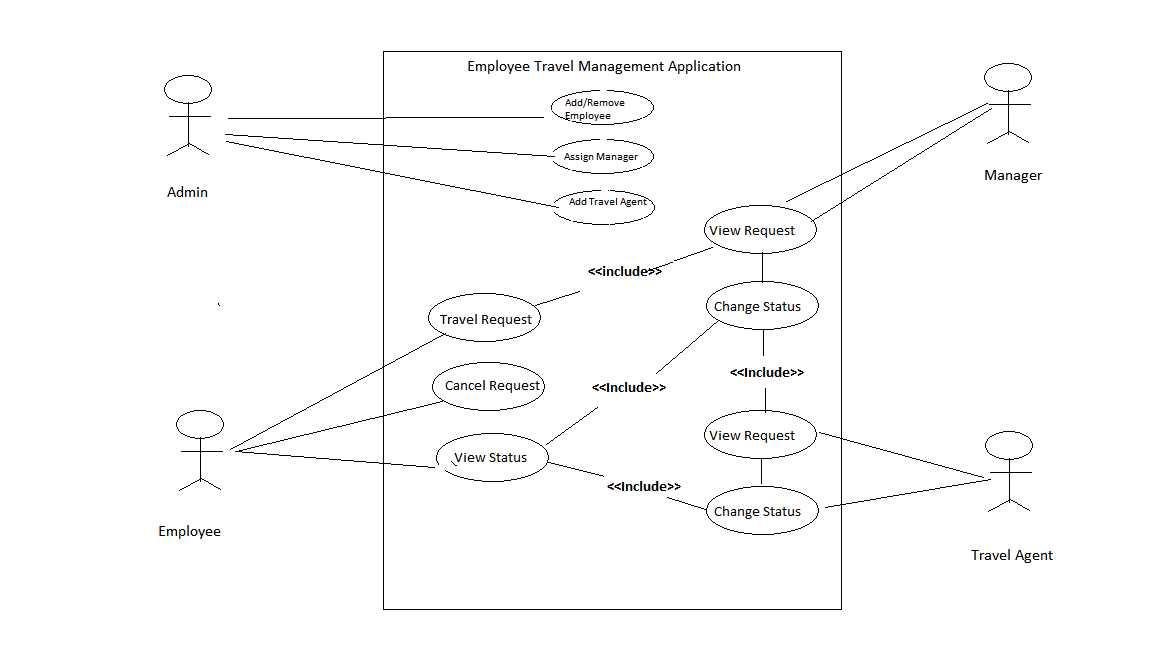 Employee Travel Management Application
Add/Remove
Employee
Assign Manager
Add Travel Agent
Admin
Manager
View Request
<<include>>
Change Status
Travel Request
<<Include>>
Cancel Request
<<Include>>
View Request
View Status
<<Include>>
Change Status
Employee
Travel Agent